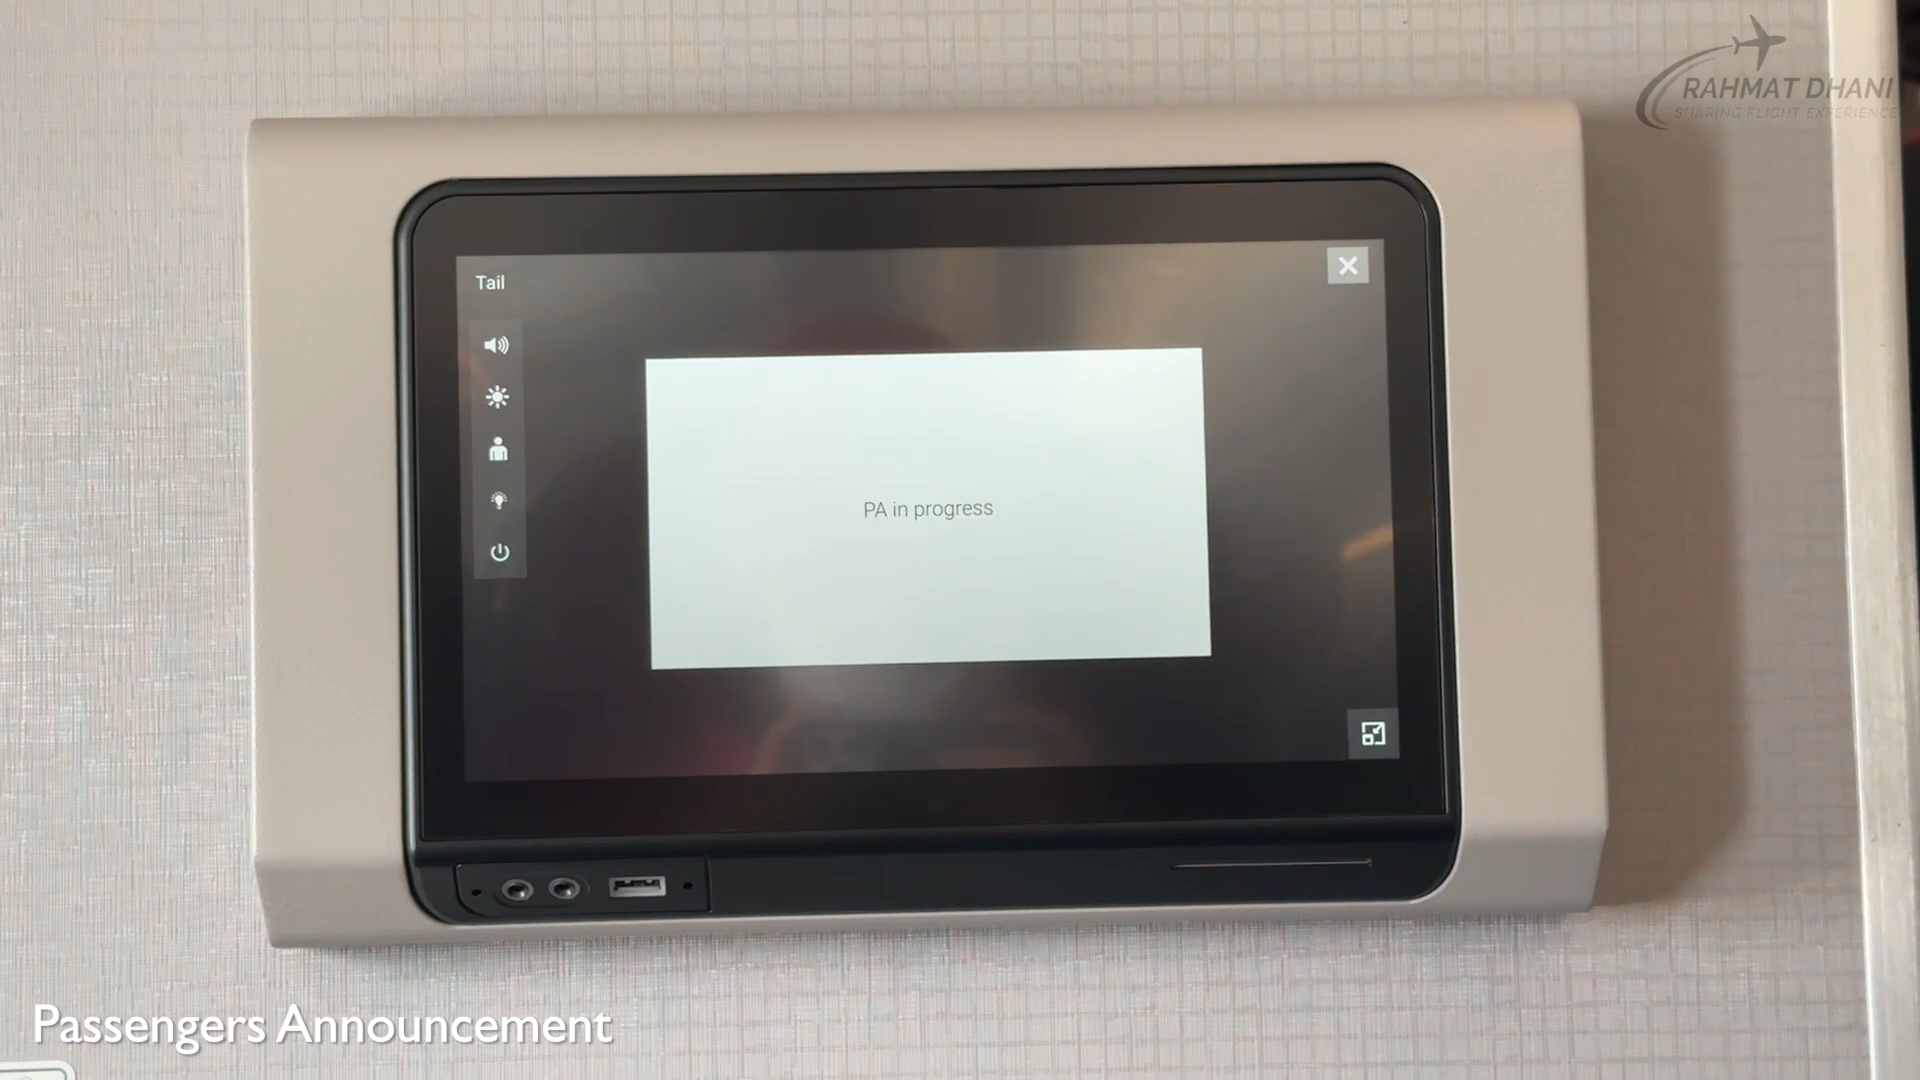 RAHMAT DHANI
SHARING FLIGHT EXPERIENCE
Tail
PA in progress
Passengers Announcement